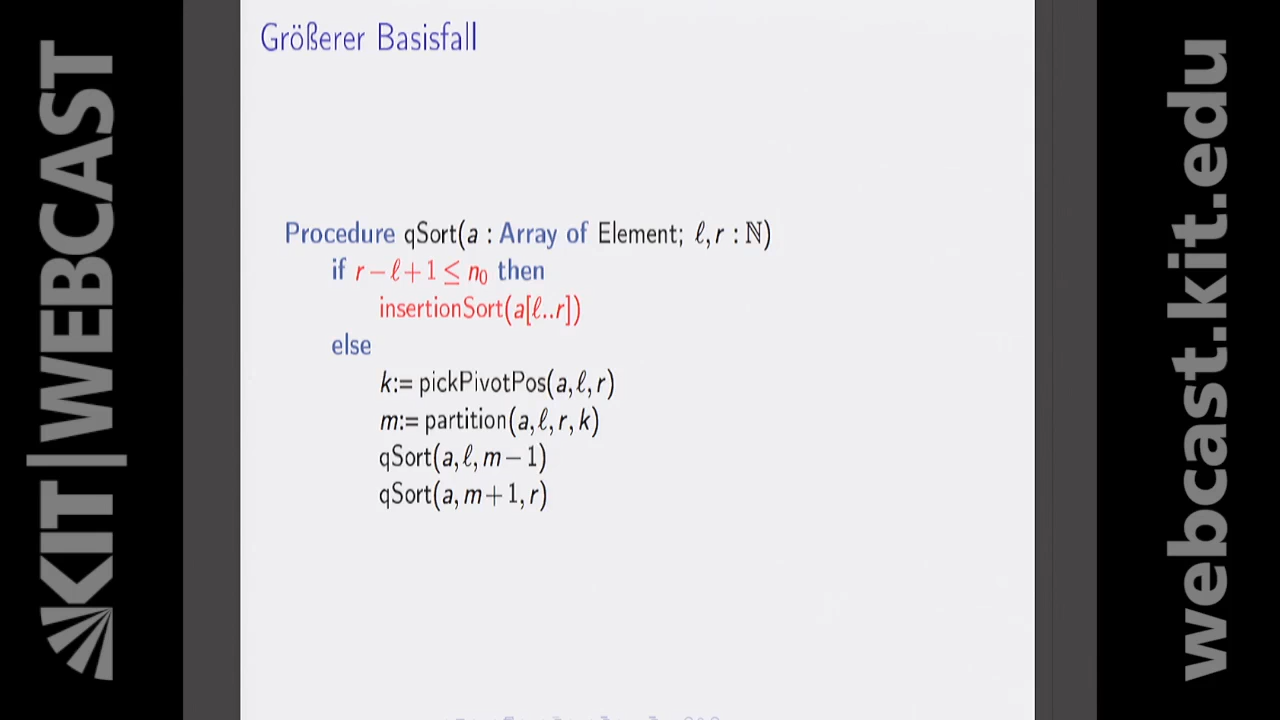 KIT|WEBCAST
Größerer Basisfall
Procedure qSort(a : Array of Element; ℓ,r : ℕ)
if r−ℓ+1 ≤ n₀ then
insertionSort(a[ℓ..r])
else
k:= pickPivotPos(a,ℓ,r)
m:= partition(a,ℓ,r,k)
qSort(a,ℓ,m−1)
qSort(a,m+1,r)
webcast.kit.edu